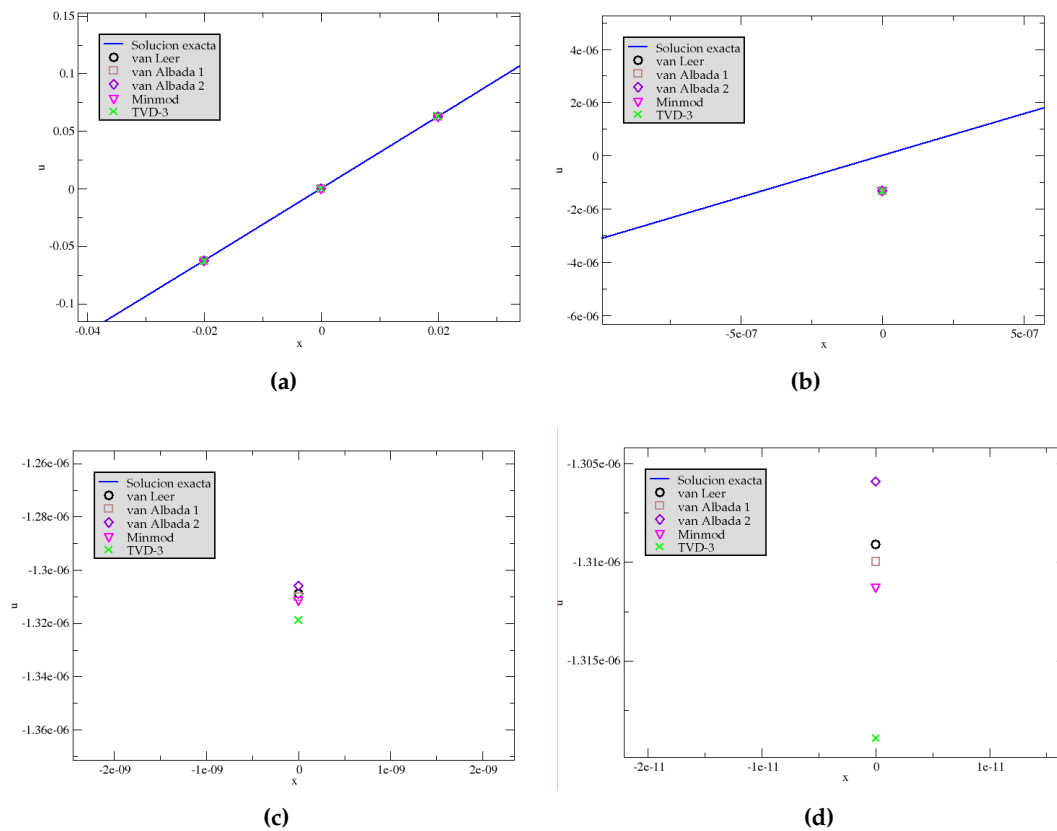 0.15
0.1
0.05
0
-0.05
-0.1
u
Solucion exacta
van Leer
van Albada 1
van Albada 2
Minmod
TVD-3
-0.04
-0.02
0
0.02
x
(a)
4e-06
2e-06
0
-2e-06
-4e-06
-6e-06
u
Solucion exacta
van Leer
van Albada 1
van Albada 2
Minmod
TVD-3
-5e-07
0
5e-07
x
(b)
-1.26e-06
-1.28e-06
-1.3e-06
-1.32e-06
-1.34e-06
-1.36e-06
u
Solucion exacta
van Leer
van Albada 1
van Albada 2
Minmod
TVD-3
-2e-09
-1e-09
0
1e-09
2e-09
x
(c)
-1.305e-06
-1.31e-06
-1.315e-06
u
Solucion exacta
van Leer
van Albada 1
van Albada 2
Minmod
TVD-3
-2e-11
-1e-11
0
1e-11
x
(d)